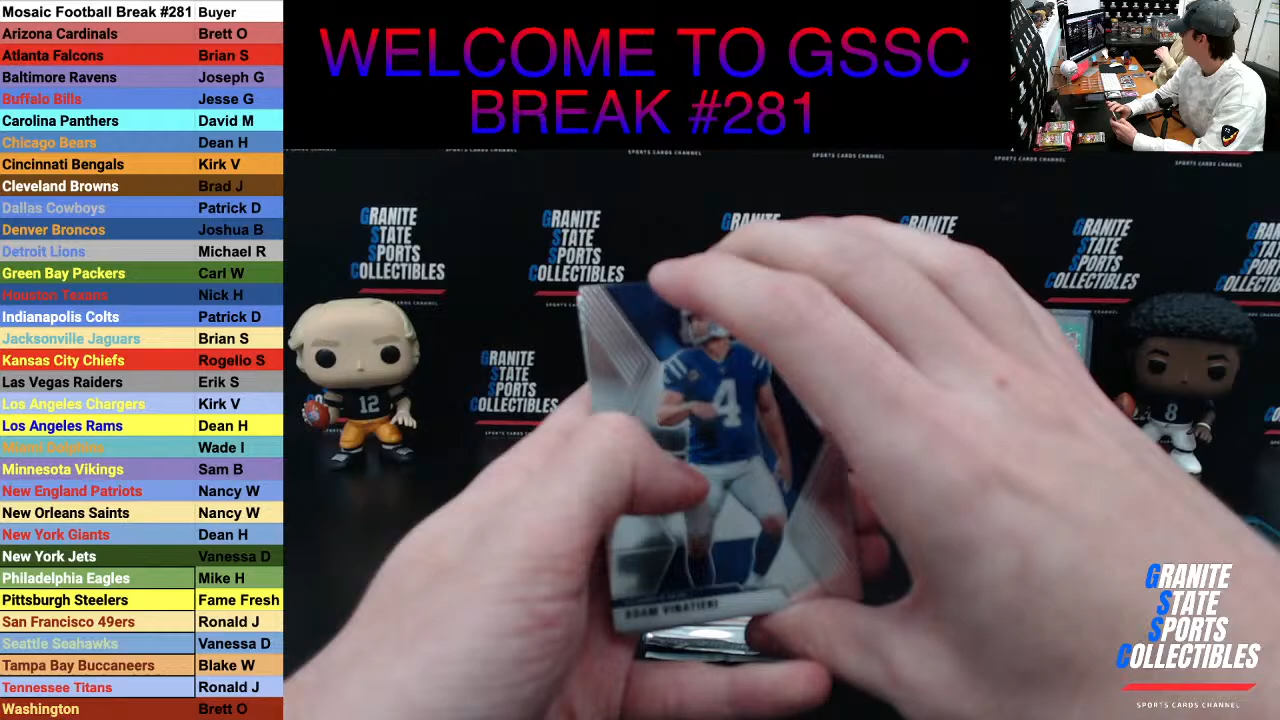 Mosaic Football Break #281 Buyer
Arizona Cardinals Brett O
Atlanta Falcons Brian S
Baltimore Ravens Joseph G
Buffalo Bills Jesse G
Carolina Panthers David M
Chicago Bears Dean H
Cincinnati Bengals Kirk V
Cleveland Browns Brad J
Dallas Cowboys Patrick D
Denver Broncos Joshua B
Detroit Lions Michael R
Green Bay Packers Carl W
Houston Texans Nick H
Indianapolis Colts Patrick D
Jacksonville Jaguars Brian S
Kansas City Chiefs Rogelio S
Las Vegas Raiders Erik S
Los Angeles Chargers Kirk V
Los Angeles Rams Dean H
Miami Dolphins Wade I
Minnesota Vikings Sam B
New England Patriots Nancy W
New Orleans Saints Nancy W
New York Giants Dean H
New York Jets Vanessa D
Philadelphia Eagles Mike H
Pittsburgh Steelers Fame Fresh
San Francisco 49ers Ronald J
Seattle Seahawks Vanessa D
Tampa Bay Buccaneers Blake W
Tennessee Titans Ronald J
Washington Brett O
WELCOME TO GSSC
BREAK #281
SPORTS CARDS CHANNEL
GRANITE
STATE
SPORTS
COLLECTIBLES
GRANITE
STATE
SPORTS
COLLECTIBLES
GRANITE
STATE
SPORTS
COLLECTIBLES
GRANITE
STATE
SPORTS
COLLECTIBLES
12
8
4
ADAM VINATIERI
GRANITE
STATE
SPORTS
COLLECTIBLES
SPORTS CARDS CHANNEL